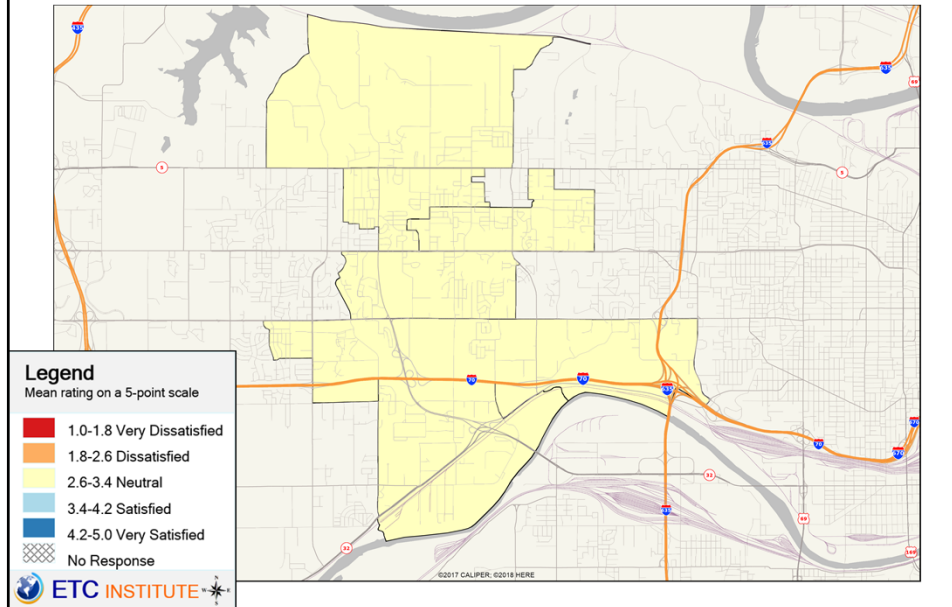 435
635
69
635
5
5
70
70
635
70
670
670
32
635
69
32
169
©2017 CALIPER; ©2018 HERE
Legend
Mean rating on a 5-point scale
1.0-1.8 Very Dissatisfied
1.8-2.6 Dissatisfied
2.6-3.4 Neutral
3.4-4.2 Satisfied
4.2-5.0 Very Satisfied
No Response
ETC INSTITUTE
W E